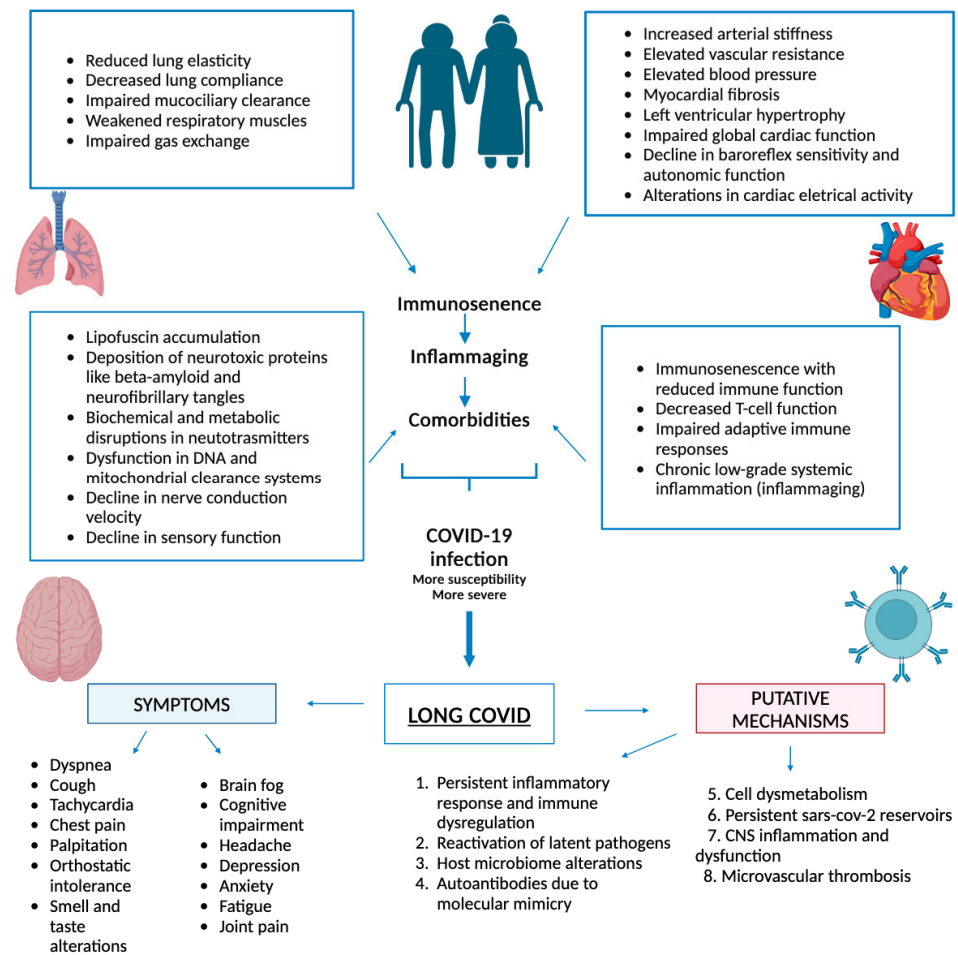 • Reduced lung elasticity
• Decreased lung compliance
• Impaired mucociliary clearance
• Weakened respiratory muscles
• Impaired gas exchange
• Increased arterial stiffness
• Elevated vascular resistance
• Elevated blood pressure
• Myocardial fibrosis
• Left ventricular hypertrophy
• Impaired global cardiac function
• Decline in baroreflex sensitivity and
autonomic function
• Alterations in cardiac eletrical activity
Immunosenence
Inflammaging
Comorbidities
• Lipofuscin accumulation
• Deposition of neurotoxic proteins
like beta-amyloid and
neurofibrillary tangles
• Biochemical and metabolic
disruptions in neutotrasmitters
• Dysfunction in DNA and
mitochondrial clearance systems
• Decline in nerve conduction
velocity
• Decline in sensory function
• Immunosenescence with
reduced immune function
• Decreased T-cell function
• Impaired adaptive immune
responses
• Chronic low-grade systemic
inflammation (inflammaging)
COVID-19
infection
More susceptibility
More severe
SYMPTOMS
LONG COVID
PUTATIVE
MECHANISMS
• Dyspnea
• Cough
• Tachycardia
• Chest pain
• Palpitation
• Orthostatic
intolerance
• Smell and
taste
alterations
• Brain fog
• Cognitive
impairment
• Headache
• Depression
• Anxiety
• Fatigue
• Joint pain
1. Persistent inflammatory
response and immune
dysregulation
2. Reactivation of latent pathogens
3. Host microbiome alterations
4. Autoantibodies due to
molecular mimicry
5. Cell dysmetabolism
6. Persistent sars-cov-2 reservoirs
7. CNS inflammation and
dysfunction
8. Microvascular thrombosis